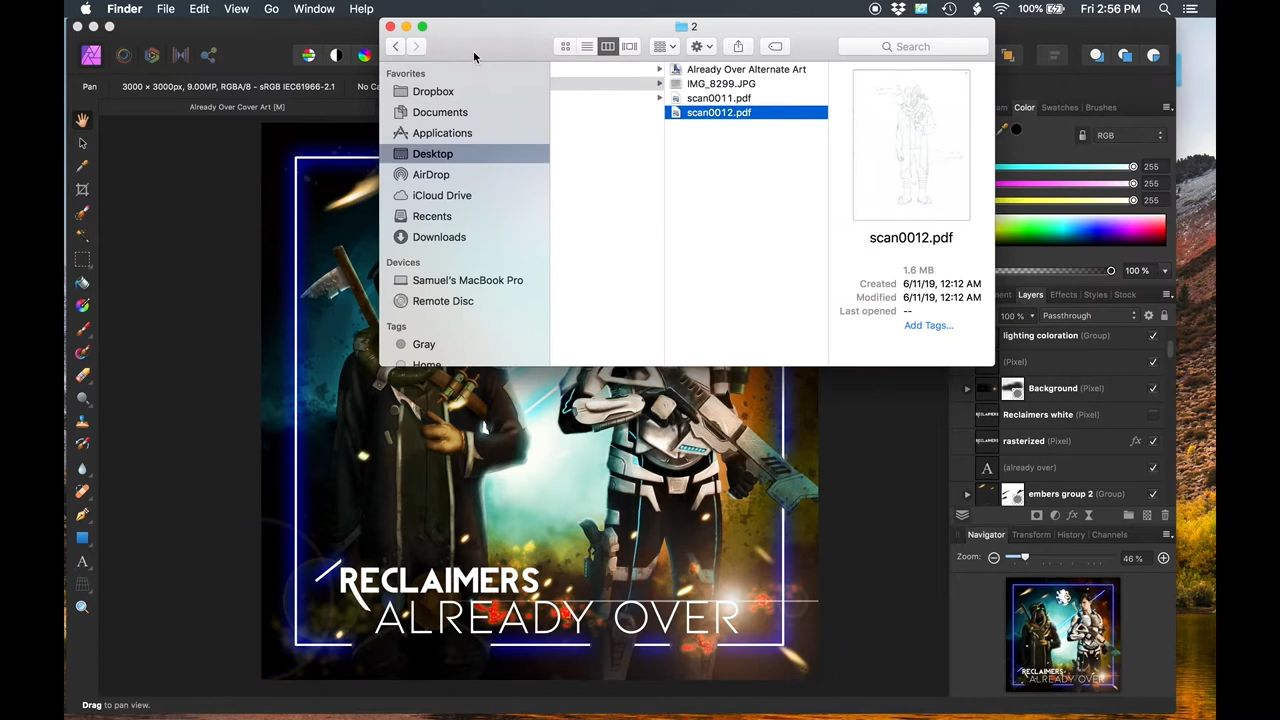 Finder File Edit View Go Window Help 100% Fri 2:56 PM
2
Search
3000 × 3000px, 9.00MP, RGBA/8 - sRGB IEC61966-2.1
No Ca
Pan
Already Over Cover Art [M]
Favorites
Dropbox
Documents
Applications
Desktop
AirDrop
iCloud Drive
Recents
Downloads
Devices
Samuel's MacBook Pro
Remote Disc
Tags
Gray
Home
Already Over Alternate Art
IMG_8299.JPG
scan0011.pdf
scan0012.pdf
scan0012.pdf
1.6 MB
Created 6/11/19, 12:12 AM
Modified 6/11/19, 12:12 AM
Last opened --
Add Tags...
Color Swatches Brushes
RGB
255
255
255
100 %
Layers Effects Styles Stock
100 % Passthrough
lighting coloration (Group)
(Pixel)
Background (Pixel)
Reclaimers white (Pixel)
rasterized (Pixel)
A (already over)
embers group 2 (Group)
Navigator Transform History Channels
Zoom: 46 %
RECLAIMERS
ALREADY OVER
RECLAIMERS
ALREADY OVER
Drag to pan view.